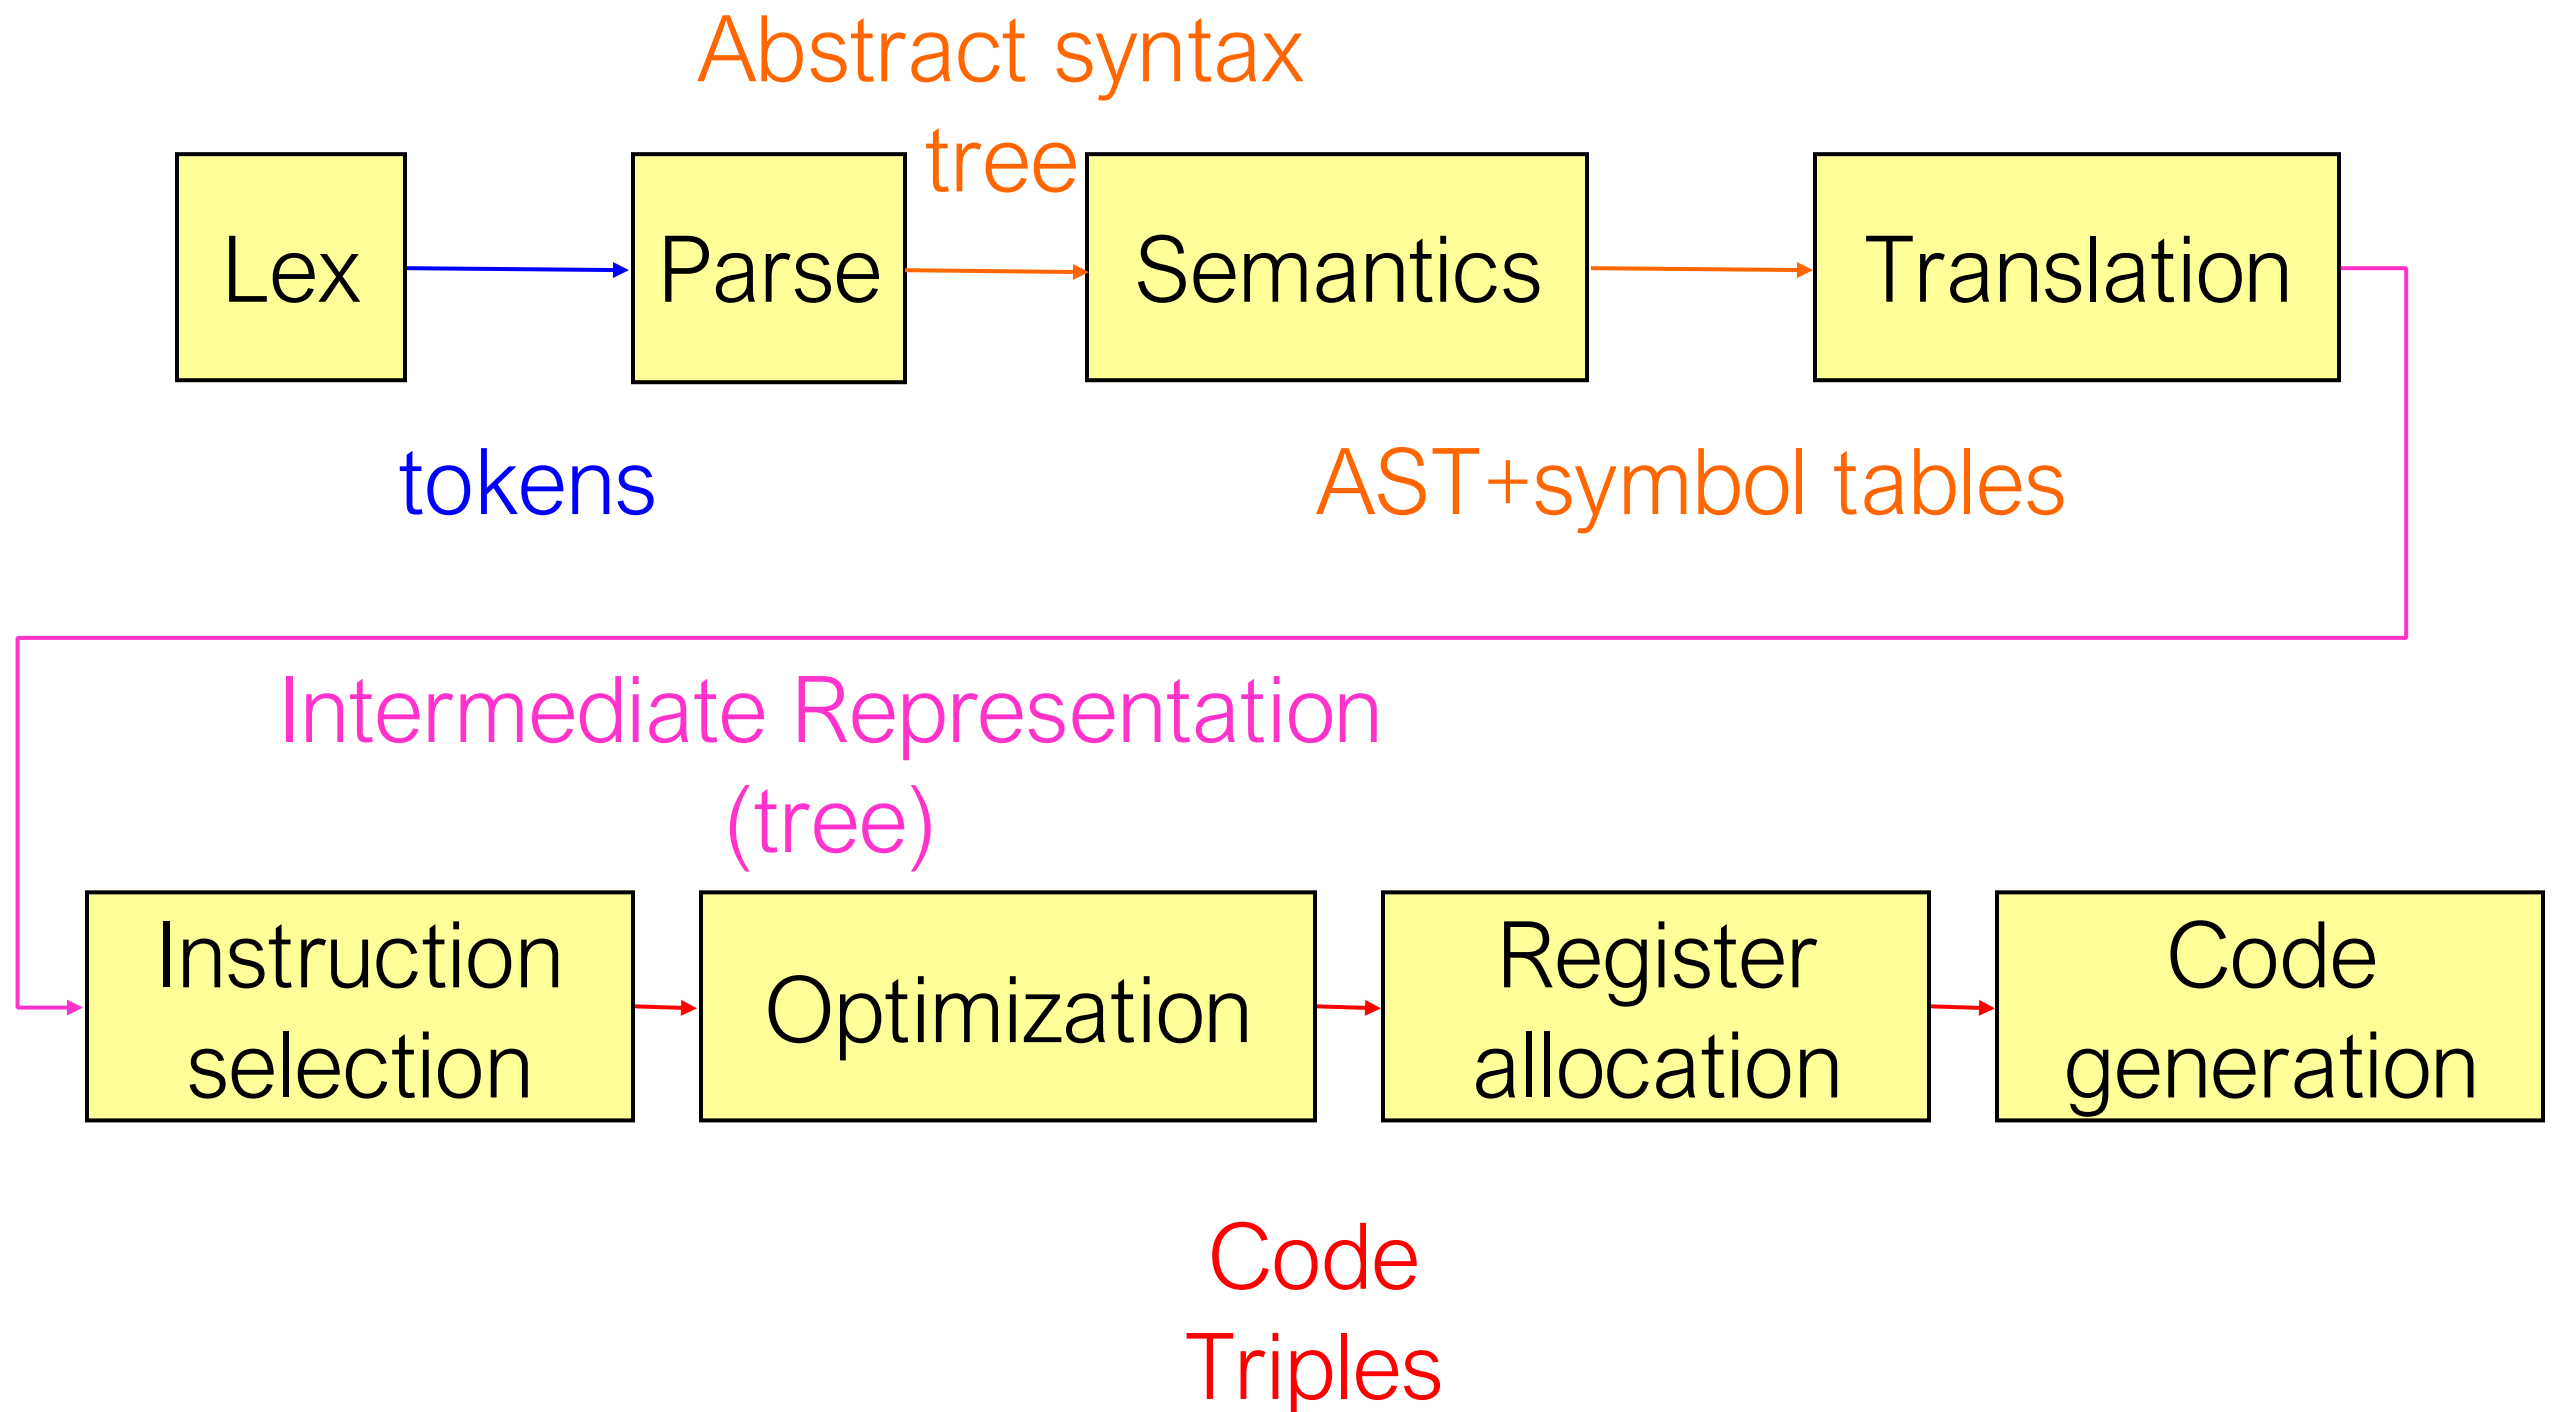 Abstract syntax
tree
Lex
Parse
Semantics
Translation
tokens
AST+symbol tables
Intermediate Representation
(tree)
Instruction
selection
Optimization
Register
allocation
Code
generation
Code
Triples